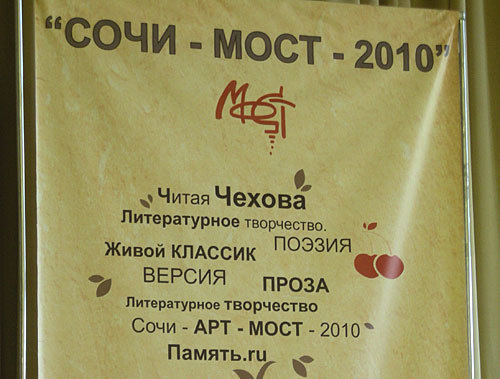 “СОЧИ - МОСТ - 2010”
МОСТ
Читая Чехова
Литературное творчество.
ПОЭЗИЯ
Живой КЛАССИК
ВЕРСИЯ
ПРОЗА
Литературное творчество
Сочи - АРТ - МОСТ - 2010
Память.ru